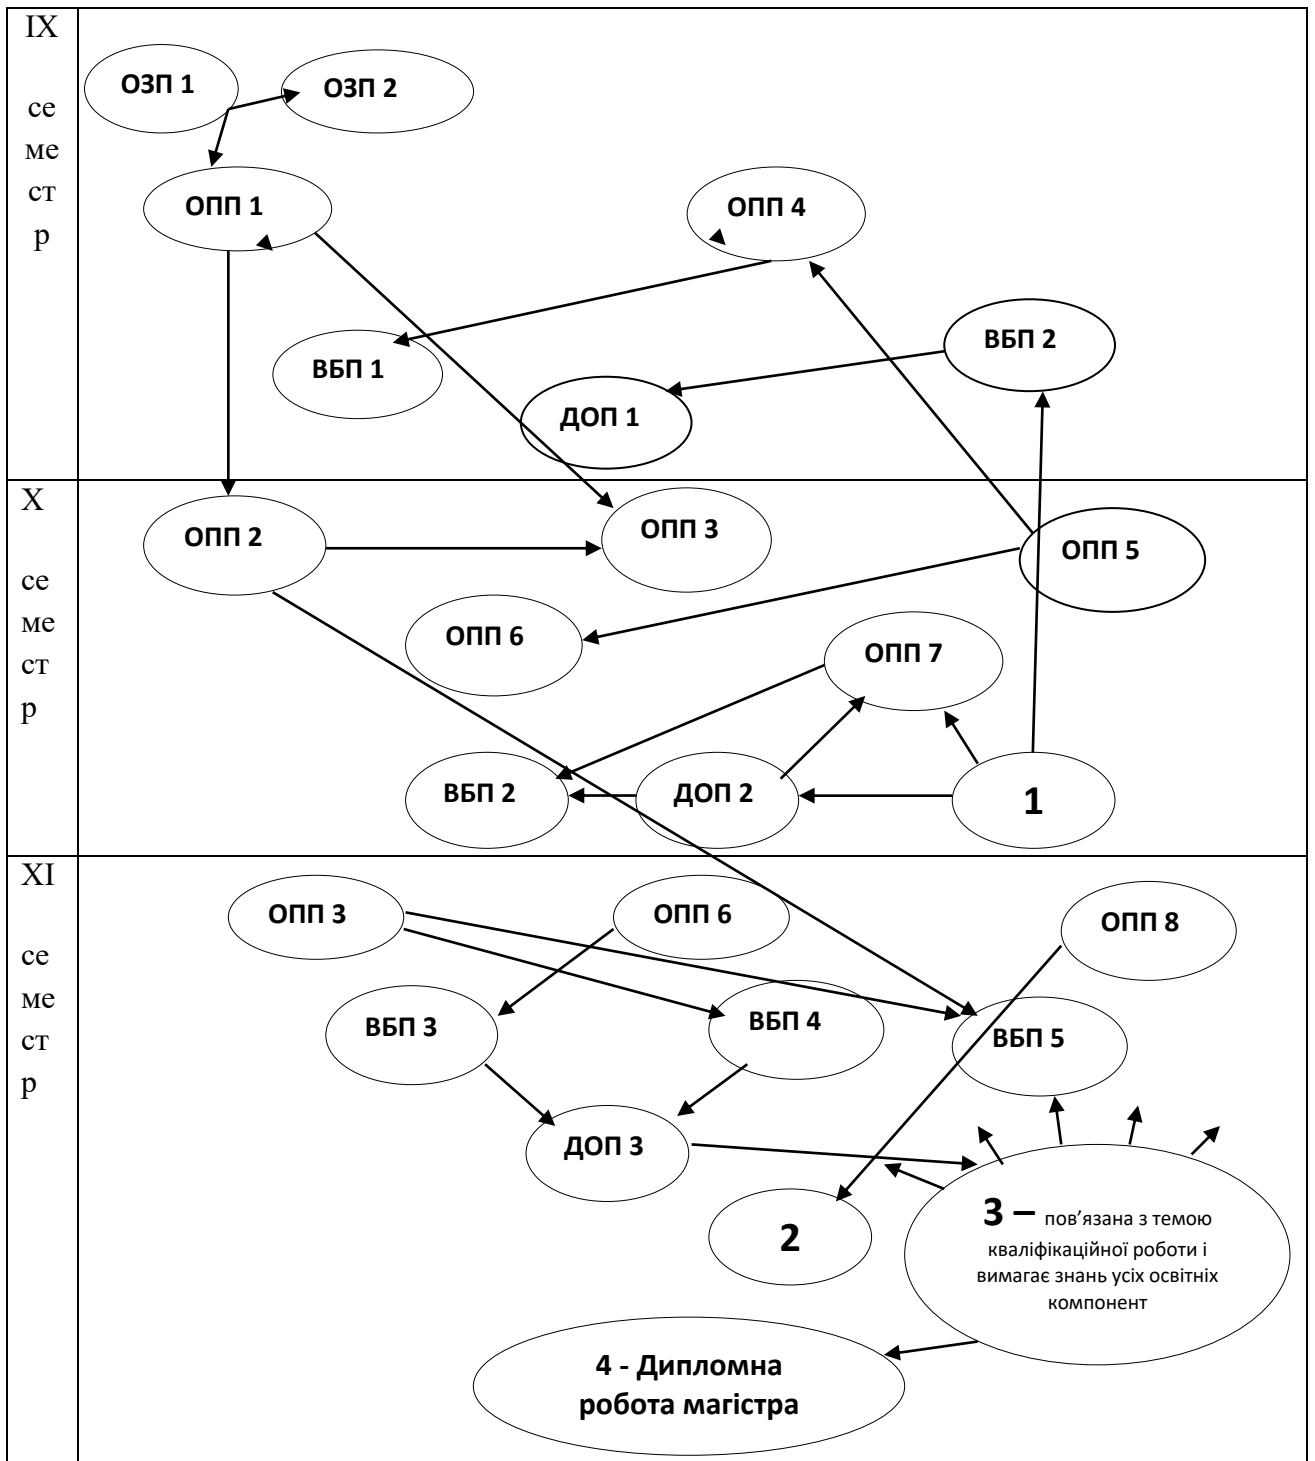 IX
се
ме
ст
р
ОЗП 1
ОЗП 2
ОПП 1
ОПП 4
ВБП 1
ВБП 2
ДОП 1
X
се
ме
ст
р
ОПП 2
ОПП 3
ОПП 5
ОПП 6
ОПП 7
ВБП 2
ДОП 2
1
XI
се
ме
ст
р
ОПП 3
ОПП 6
ОПП 8
ВБП 3
ВБП 4
ВБП 5
ДОП 3
2
3 – пов’язана з темою
кваліфікаційної роботи і
вимагає знань усіх освітніх
компонент
4 - Дипломна
робота магістра